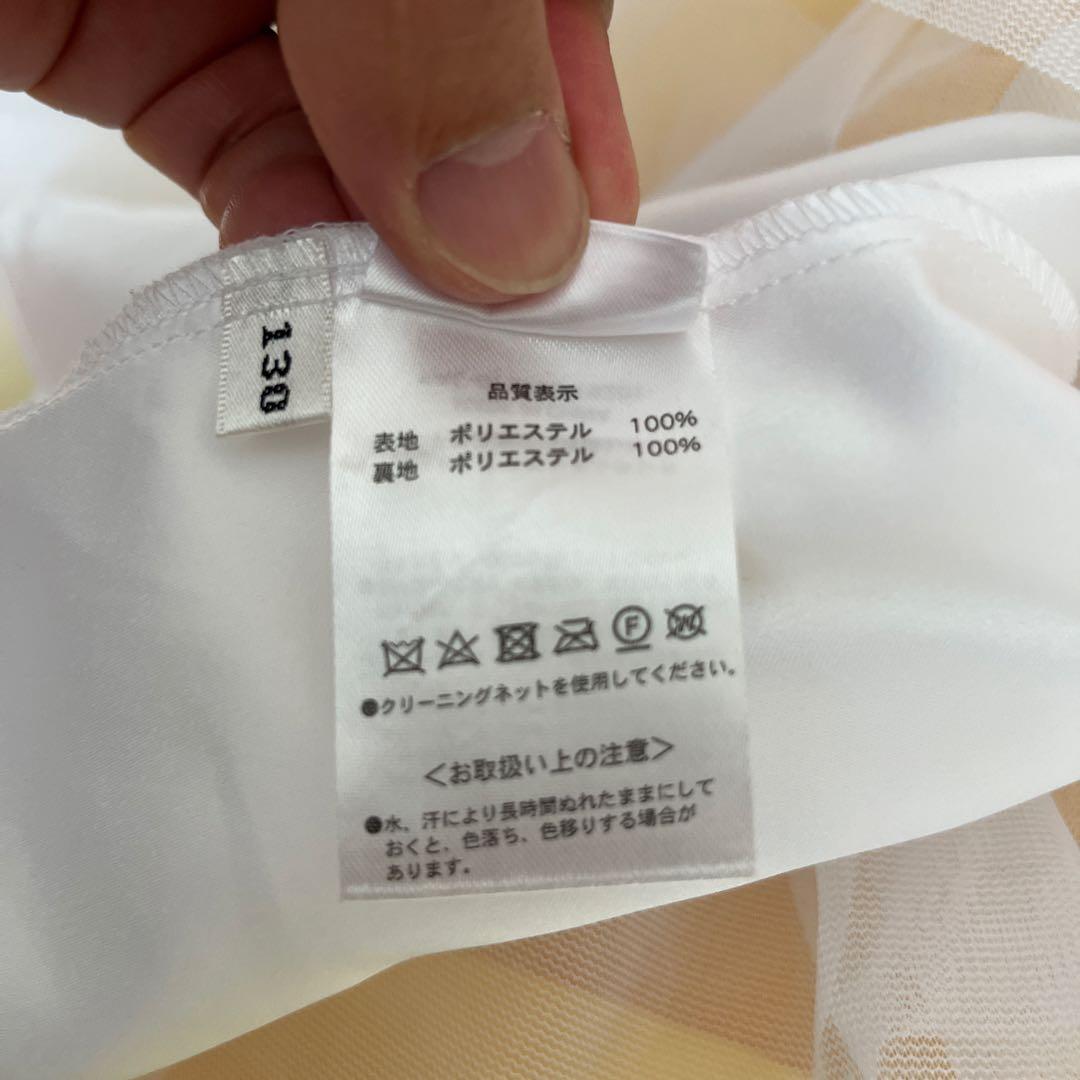 130
品質表示
表地 ポリエステル 100%
裏地 ポリエステル 100%
F W
●クリーニングネットを使用してください。
＜お取扱い上の注意＞
●水、汗により長時間ぬれたままにして
おくと、色落ち、色移りする場合が
あります。